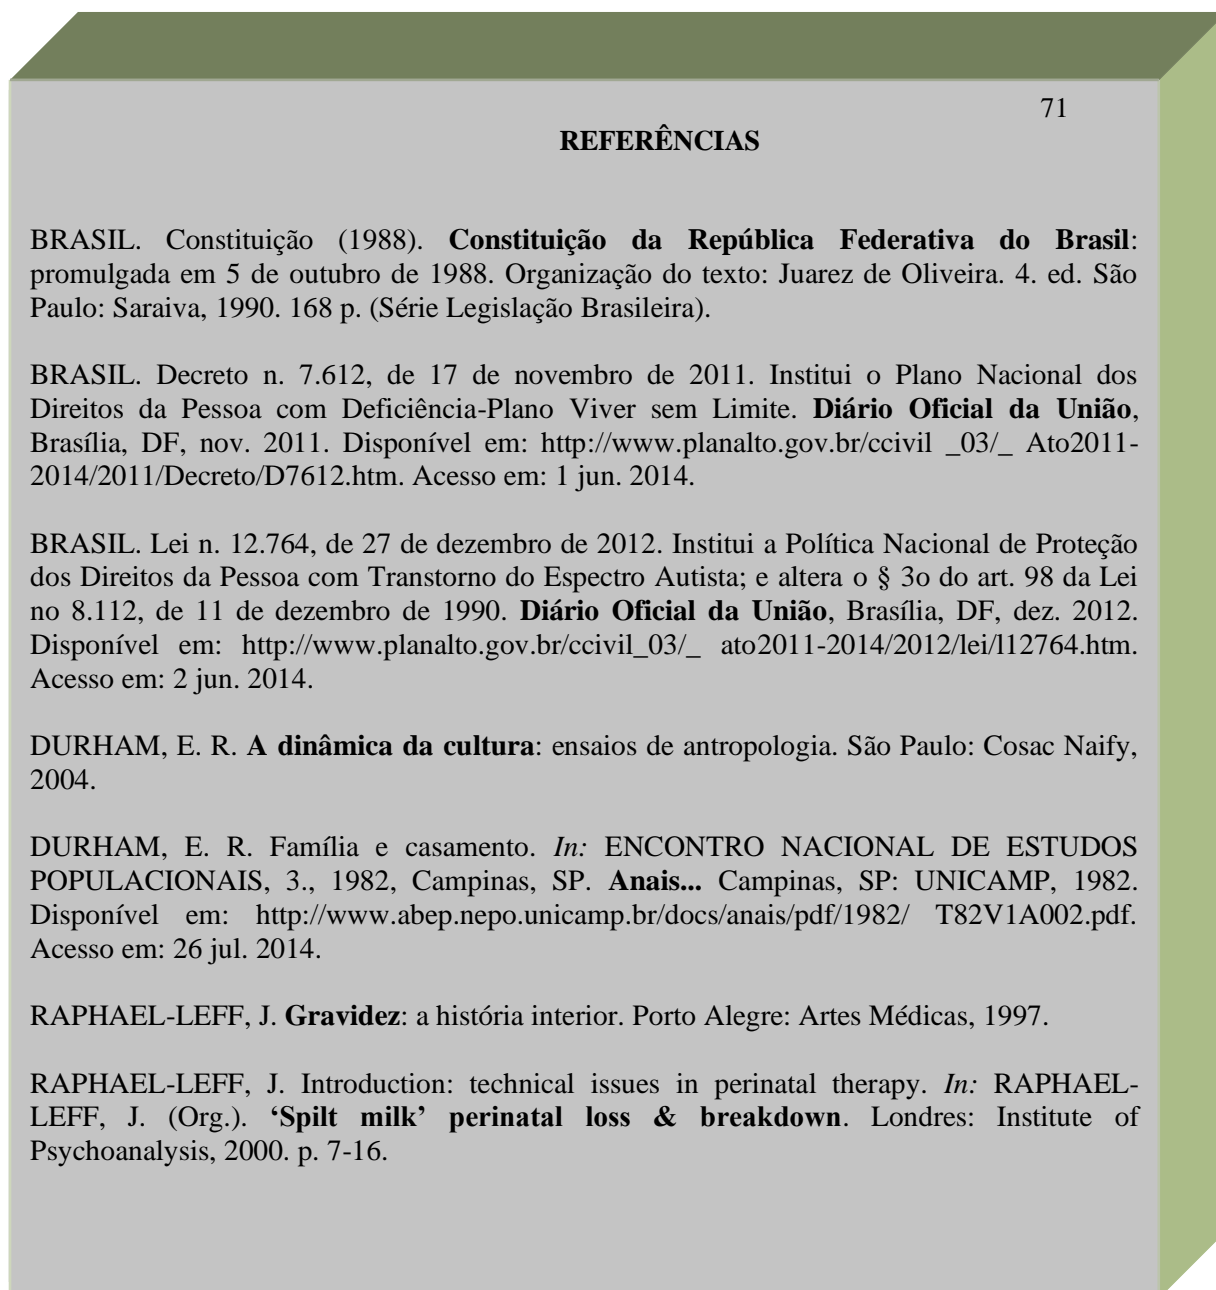 71
REFERÊNCIAS
BRASIL. Constituição (1988). Constituição da República Federativa do Brasil:
promulgada em 5 de outubro de 1988. Organização do texto: Juarez de Oliveira. 4. ed. São
Paulo: Saraiva, 1990. 168 p. (Série Legislação Brasileira).
BRASIL. Decreto n. 7.612, de 17 de novembro de 2011. Institui o Plano Nacional dos
Direitos da Pessoa com Deficiência-Plano Viver sem Limite. Diário Oficial da União,
Brasília, DF, nov. 2011. Disponível em: http://www.planalto.gov.br/ccivil _03/_ Ato2011-
2014/2011/Decreto/D7612.htm. Acesso em: 1 jun. 2014.
BRASIL. Lei n. 12.764, de 27 de dezembro de 2012. Institui a Política Nacional de Proteção
dos Direitos da Pessoa com Transtorno do Espectro Autista; e altera o § 3o do art. 98 da Lei
no 8.112, de 11 de dezembro de 1990. Diário Oficial da União, Brasília, DF, dez. 2012.
Disponível em: http://www.planalto.gov.br/ccivil_03/_ ato2011-2014/2012/lei/l12764.htm.
Acesso em: 2 jun. 2014.
DURHAM, E. R. A dinâmica da cultura: ensaios de antropologia. São Paulo: Cosac Naify,
2004.
DURHAM, E. R. Família e casamento. In: ENCONTRO NACIONAL DE ESTUDOS
POPULACIONAIS, 3., 1982, Campinas, SP. Anais... Campinas, SP: UNICAMP, 1982.
Disponível em: http://www.abep.nepo.unicamp.br/docs/anais/pdf/1982/ T82V1A002.pdf.
Acesso em: 26 jul. 2014.
RAPHAEL-LEFF, J. Gravidez: a história interior. Porto Alegre: Artes Médicas, 1997.
RAPHAEL-LEFF, J. Introduction: technical issues in perinatal therapy. In: RAPHAEL-
LEFF, J. (Org.). ‘Spilt milk’ perinatal loss & breakdown. Londres: Institute of
Psychoanalysis, 2000. p. 7-16.